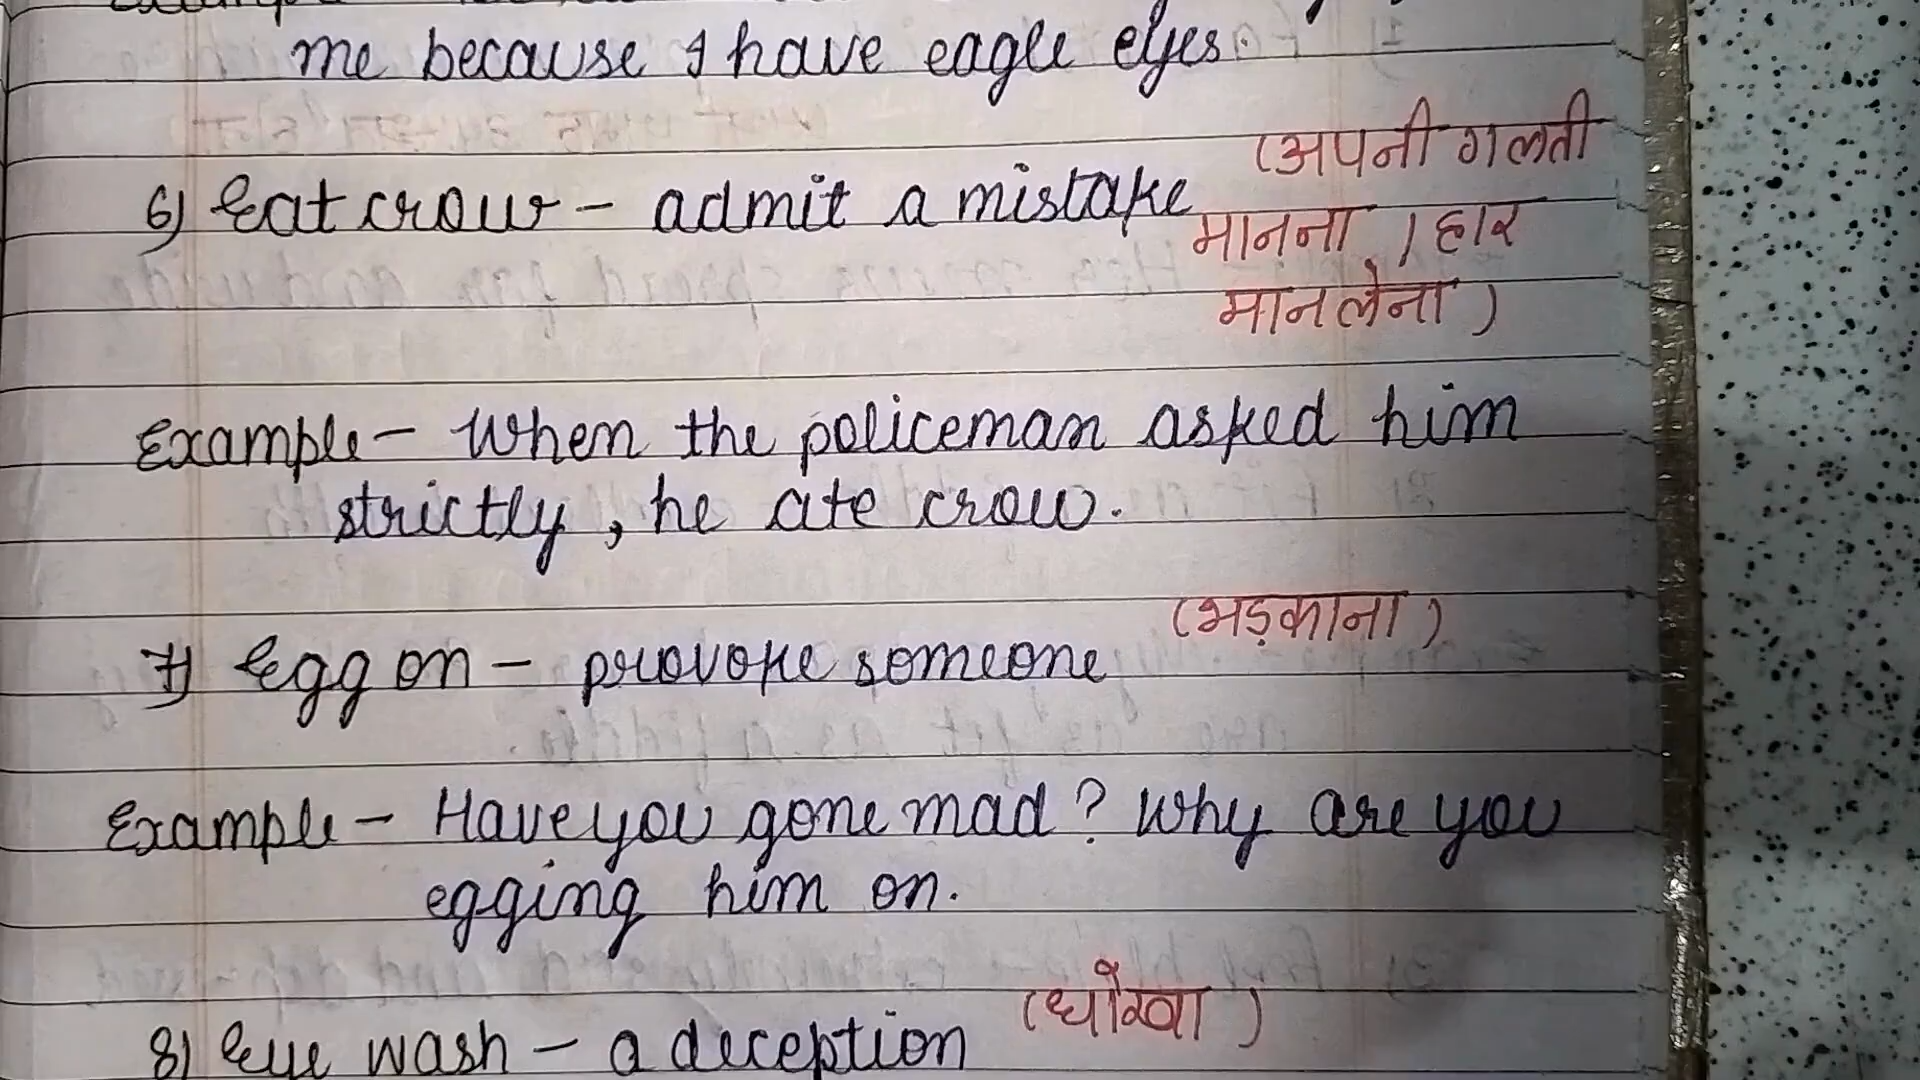 me because I have eagle eyes.
6) Eat crow - admit a mistake (अपनी गलती
मानना / हार
मान लेना)
Example - When the policeman asked him
strictly, he ate crow.
7) Egg on - provoke someone (भड़काना)
Example - Have you gone mad? Why are you
egging him on.
8) Eye wash - a deception (धोखा)